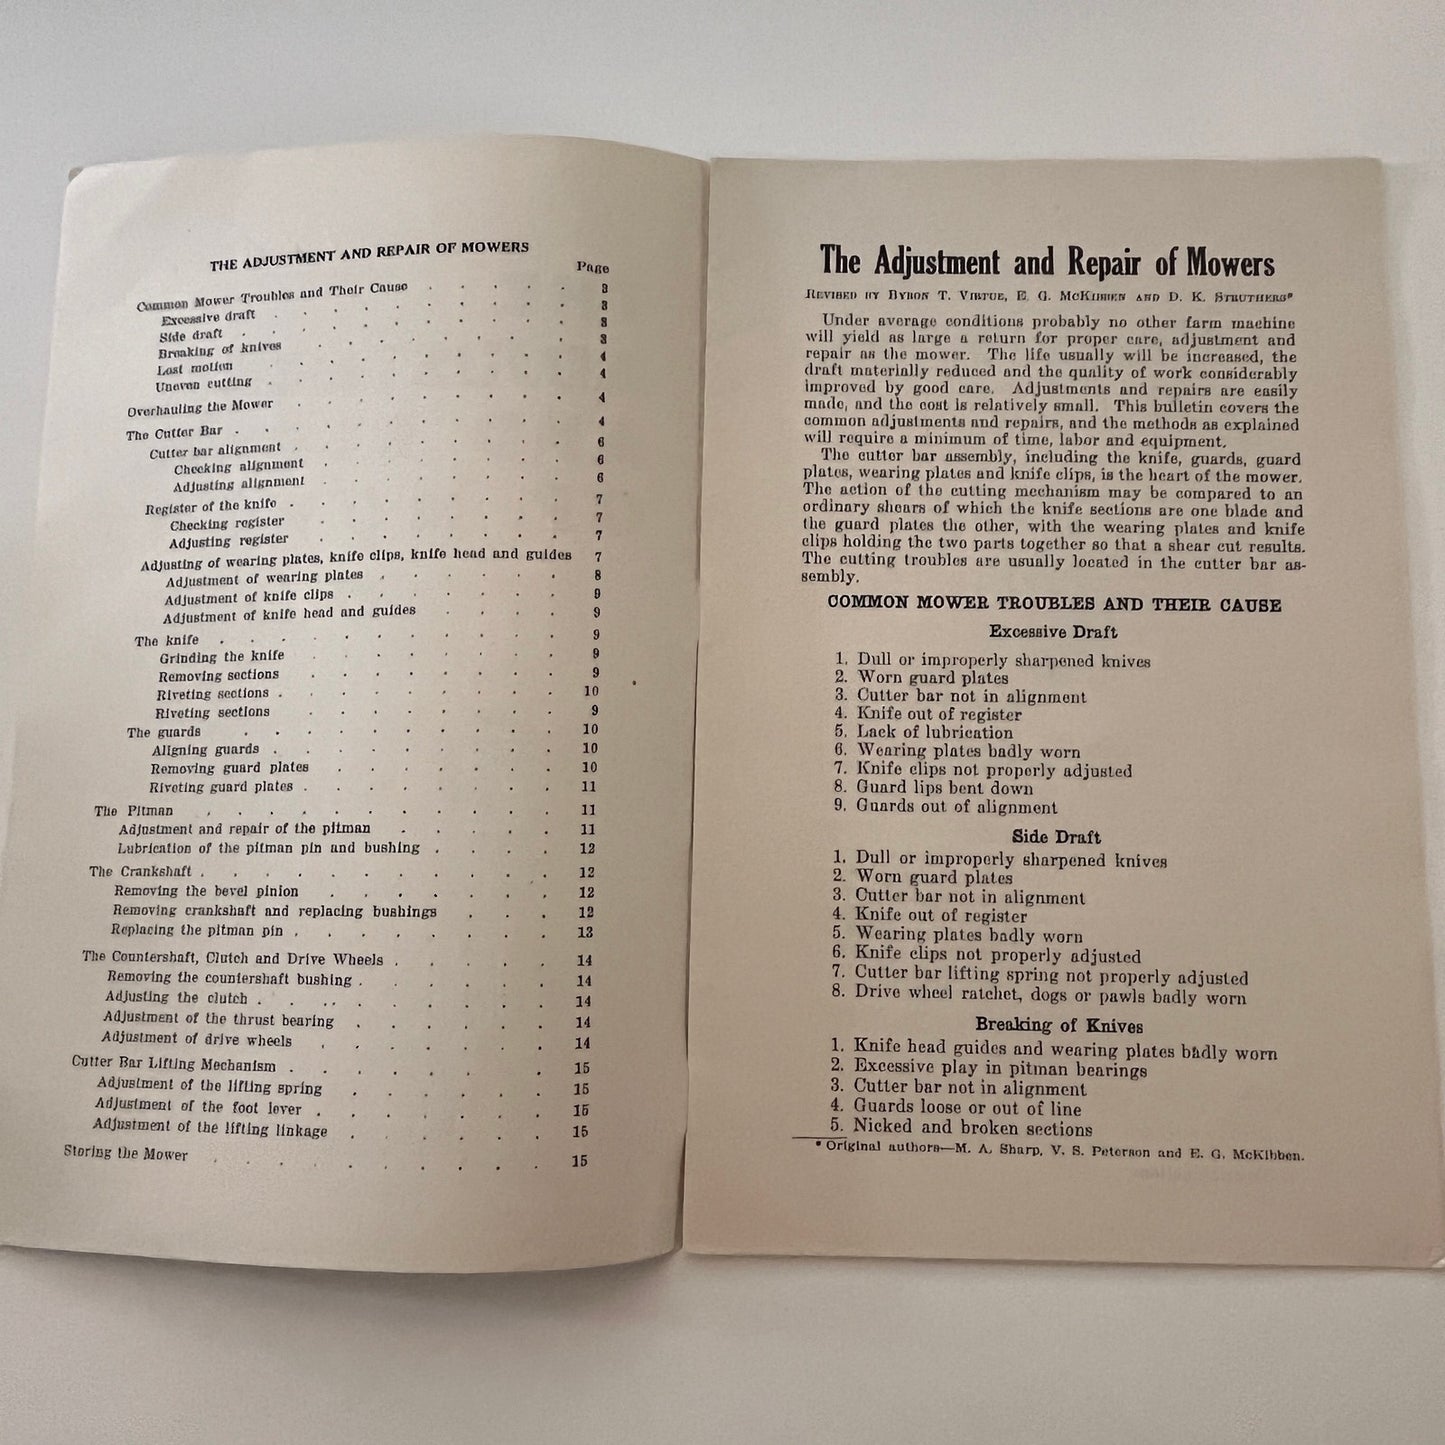 THE ADJUSTMENT AND REPAIR OF MOWERS
Page
Common Mower Troubles and Their Cause . . . . . 3
Excessive draft . . . . . . . . . 3
Side draft . . . . . . . . . . 3
Breaking of knives . . . . . . . . 3
Lost motion . . . . . . . . . 4
Uneven cutting . . . . . . . . . 4
Overhauling the Mower . . . . . . . . 4
The Cutter Bar . . . . . . . . . . 4
Cutter bar alignment . . . . . . . . 6
Checking alignment . . . . . . . 6
Adjusting alignment . . . . . . . 6
Register of the knife . . . . . . . . 7
Checking register . . . . . . . . 7
Adjusting register . . . . . . . . 7
Adjusting of wearing plates, knife clips, knife head and guides 7
Adjustment of wearing plates . . . . . . 8
Adjustment of knife clips . . . . . . . 9
Adjustment of knife head and guides . . . . 9
The knife . . . . . . . . . . . 9
Grinding the knife . . . . . . . . 9
Removing sections . . . . . . . . 9
Riveting sections . . . . . . . . . 10
Riveting sections . . . . . . . . 9
The guards . . . . . . . . . . 10
Aligning guards . . . . . . . . . 10
Removing guard plates . . . . . . . 10
Riveting guard plates . . . . . . . . 11
The Pitman . . . . . . . . . . . 11
Adjustment and repair of the pitman . . . . . 11
Lubrication of the pitman pin and bushing . . . . 12
The Crankshaft . . . . . . . . . . . 12
Removing the bevel pinion . . . . . . . 12
Removing crankshaft and replacing bushings . . . 12
Replacing the pitman pin . . . . . . . . 13
The Countershaft, Clutch and Drive Wheels . . . . . 14
Removing the countershaft bushing . . . . . . 14
Adjusting the clutch . . . . . . . . . 14
Adjustment of the thrust bearing . . . . . . 14
Adjustment of drive wheels . . . . . . . 14
Cutter Bar Lifting Mechanism . . . . . . . 15
Adjustment of the lifting spring . . . . . . 15
Adjustment of the foot lever . . . . . . . 15
Adjustment of the lifting linkage . . . . . . 15
Storing the Mower . . . . . . . . . . 15
The Adjustment and Repair of Mowers
REVISED BY BYRON T. VIRTUE, E. G. MCKIBBEN AND D. K. STRUTHERS*
Under average conditions probably no other farm machine
will yield as large a return for proper care, adjustment and
repair as the mower. The life usually will be increased, the
draft materially reduced and the quality of work considerably
improved by good care. Adjustments and repairs are easily
made, and the cost is relatively small. This bulletin covers the
common adjustments and repairs, and the methods as explained
will require a minimum of time, labor and equipment.
The cutter bar assembly, including the knife, guards, guard
plates, wearing plates and knife clips, is the heart of the mower.
The action of the cutting mechanism may be compared to an
ordinary shears of which the knife sections are one blade and
the guard plates the other, with the wearing plates and knife
clips holding the two parts together so that a shear cut results.
The cutting troubles are usually located in the cutter bar as-
sembly.
COMMON MOWER TROUBLES AND THEIR CAUSE
Excessive Draft
1. Dull or improperly sharpened knives
2. Worn guard plates
3. Cutter bar not in alignment
4. Knife out of register
5. Lack of lubrication
6. Wearing plates badly worn
7. Knife clips not properly adjusted
8. Guard lips bent down
9. Guards out of alignment
Side Draft
1. Dull or improperly sharpened knives
2. Worn guard plates
3. Cutter bar not in alignment
4. Knife out of register
5. Wearing plates badly worn
6. Knife clips not properly adjusted
7. Cutter bar lifting spring not properly adjusted
8. Drive wheel ratchet, dogs or pawls badly worn
Breaking of Knives
1. Knife head guides and wearing plates badly worn
2. Excessive play in pitman bearings
3. Cutter bar not in alignment
4. Guards loose or out of line
5. Nicked and broken sections
* Original authors—M. A. Sharp, V. S. Peterson and E. G. McKibben.